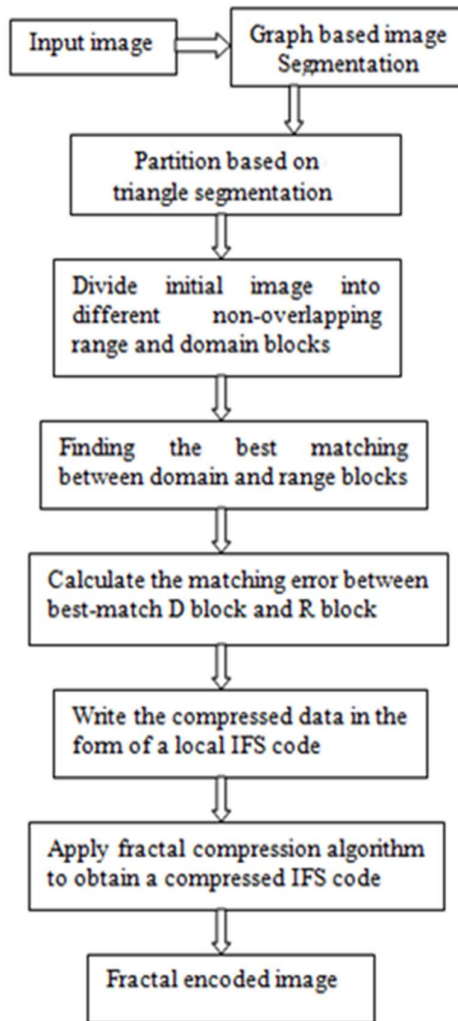 Input image
Graph based image
Segmentation
Partition based on
triangle segmentation
Divide initial image into
different non-overlapping
range and domain blocks
Finding the best matching
between domain and range blocks
Calculate the matching error between
best-match D block and R block
Write the compressed data in the
form of a local IFS code
Apply fractal compression algorithm
to obtain a compressed IFS code
Fractal encoded image